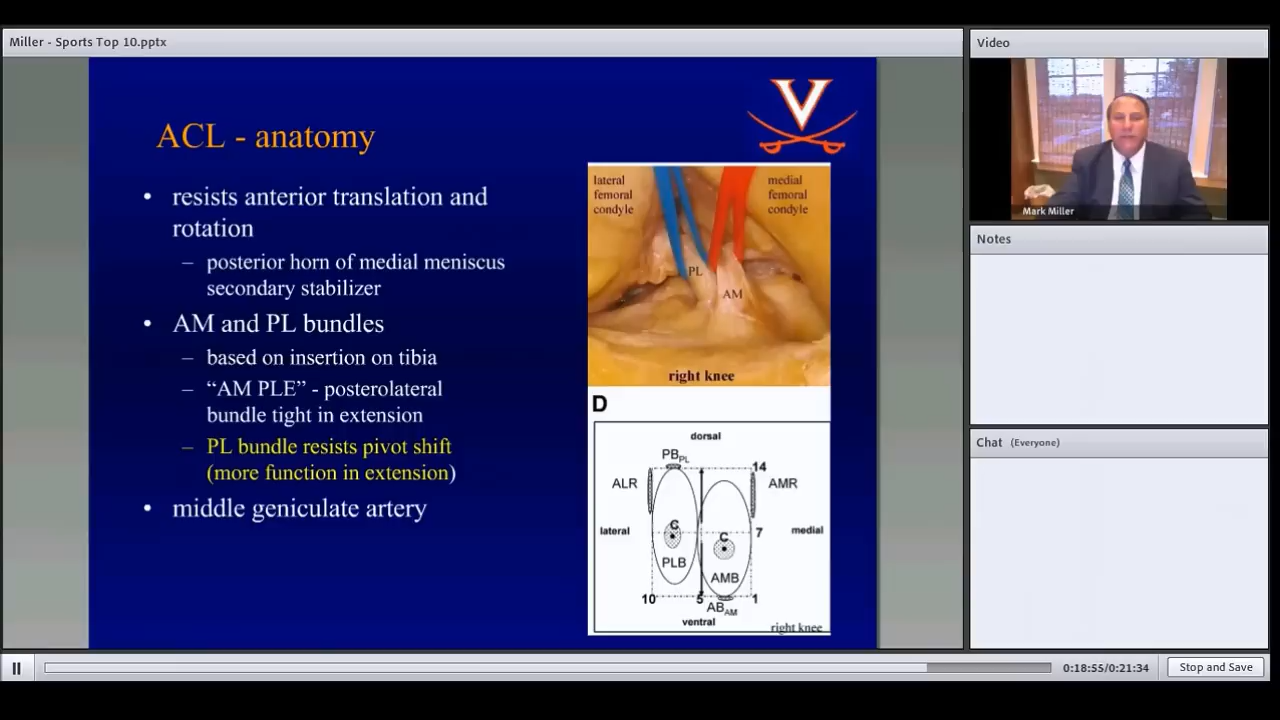 Miller - Sports Top 10.pptx
ACL - anatomy
• resists anterior translation and
rotation
– posterior horn of medial meniscus
secondary stabilizer
• AM and PL bundles
– based on insertion on tibia
– “AM PLE” - posterolateral
bundle tight in extension
– PL bundle resists pivot shift
(more function in extension)
• middle geniculate artery
V
lateral
femoral
condyle
medial
femoral
condyle
PL
AM
right knee
D
dorsal
PBPL
14
ALR
AMR
C
C
lateral
7
medial
PLB
AMB
10
5
1
ABAM
ventral
right knee
Video
Mark Miller
Notes
Chat (Everyone)
0:18:55/0:21:34
Stop and Save